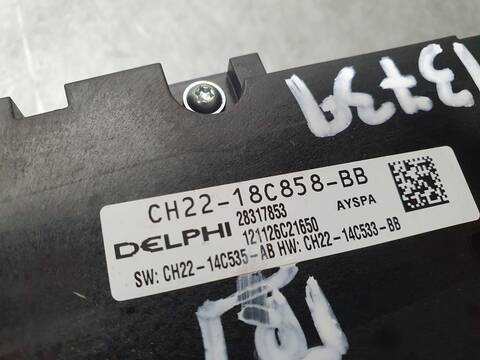 CH22-18C858-BB
28317853
AYSPA
DELPHI
121126C21650
SW: CH22-14C535-AB HW: CH22-14C533-BB